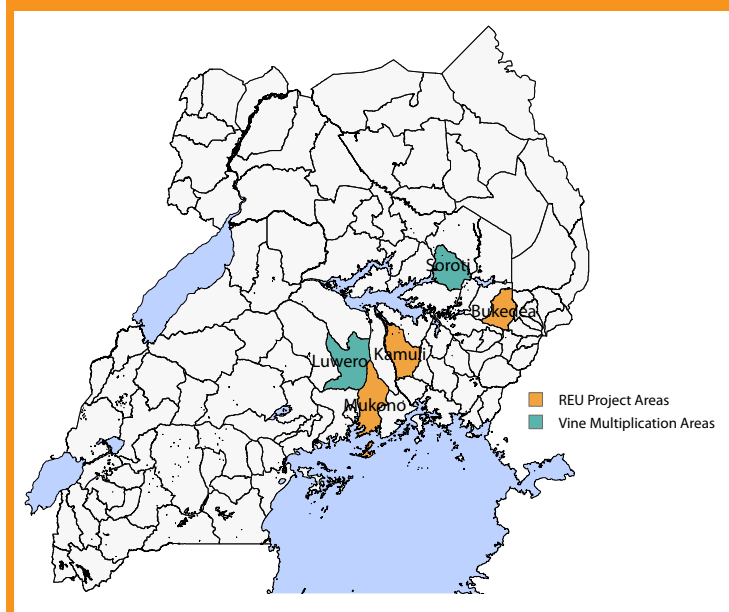 Soroti
Bukedea
Kamuli
Luwero
Mukono
REU Project Areas
Vine Multiplication Areas